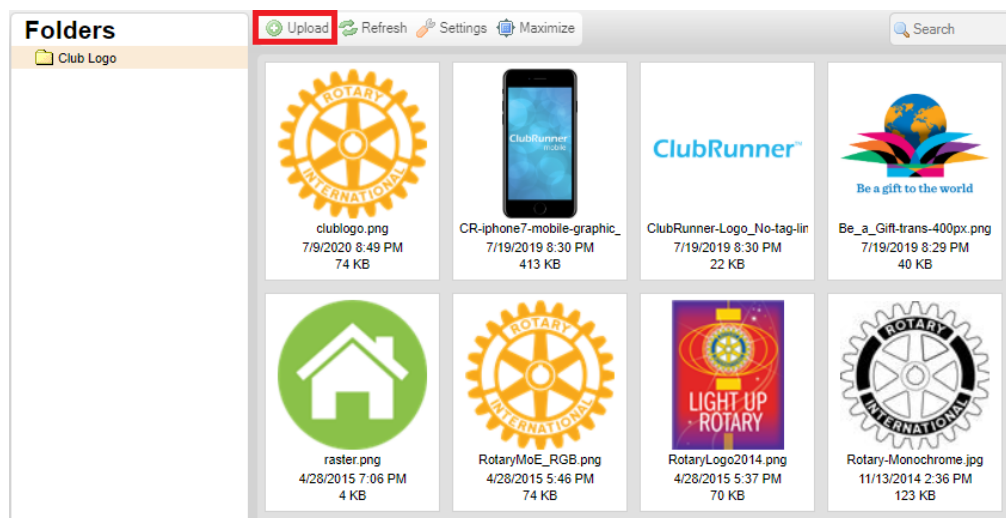 Folders
Club Logo
Upload Refresh Settings Maximize Search
ROTARY
INTERNATIONAL
ClubRunner
mobile
ClubRunner™
Be a gift to the world
clublogo.png
7/9/2020 8:49 PM
74 KB
CR-iphone7-mobile-graphic_
7/19/2019 8:30 PM
413 KB
ClubRunner-Logo_No-tag-lin
7/19/2019 8:30 PM
22 KB
Be_a_Gift-trans-400px.png
7/19/2019 8:29 PM
40 KB
ROTARY
INTERNATIONAL
LIGHT UP
ROTARY
ROTARY
INTERNATIONAL
raster.png
4/28/2015 7:06 PM
4 KB
RotaryMoE_RGB.png
4/28/2015 5:46 PM
74 KB
RotaryLogo2014.png
4/28/2015 5:37 PM
70 KB
Rotary-Monochrome.jpg
11/13/2014 2:36 PM
123 KB